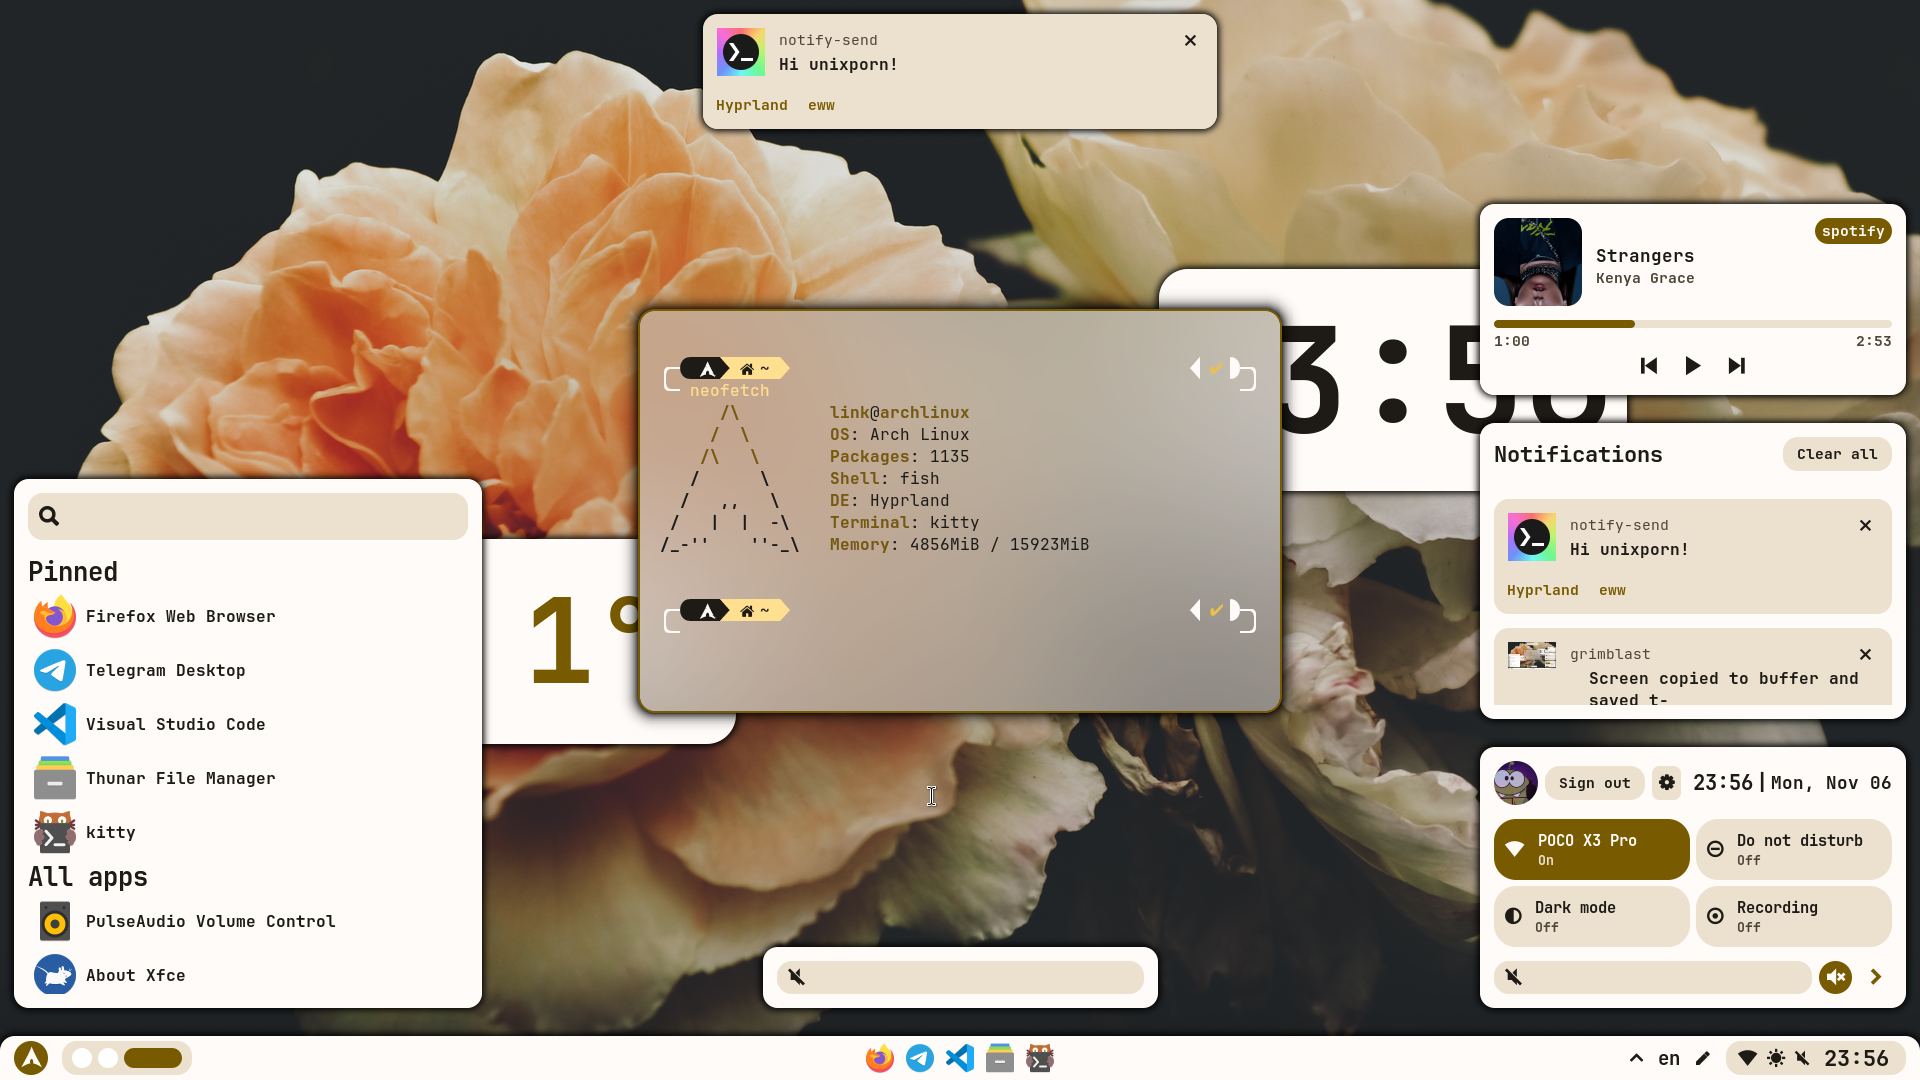 notify-send
Hi unixporn!
Hyprland eww
spotify
Strangers
Kenya Grace
1:00 2:53
3:56
~
neofetch
link@archlinux
OS: Arch Linux
Packages: 1135
Shell: fish
DE: Hyprland
Terminal: kitty
Memory: 4856MiB / 15923MiB
~
1°
Pinned
Firefox Web Browser
Telegram Desktop
Visual Studio Code
Thunar File Manager
kitty
All apps
PulseAudio Volume Control
About Xfce
Notifications Clear all
notify-send
Hi unixporn!
Hyprland eww
grimblast
Screen copied to buffer and
saved t-
Sign out 23:56 | Mon, Nov 06
POCO X3 Pro
On
Do not disturb
Off
Dark mode
Off
Recording
Off
en 23:56